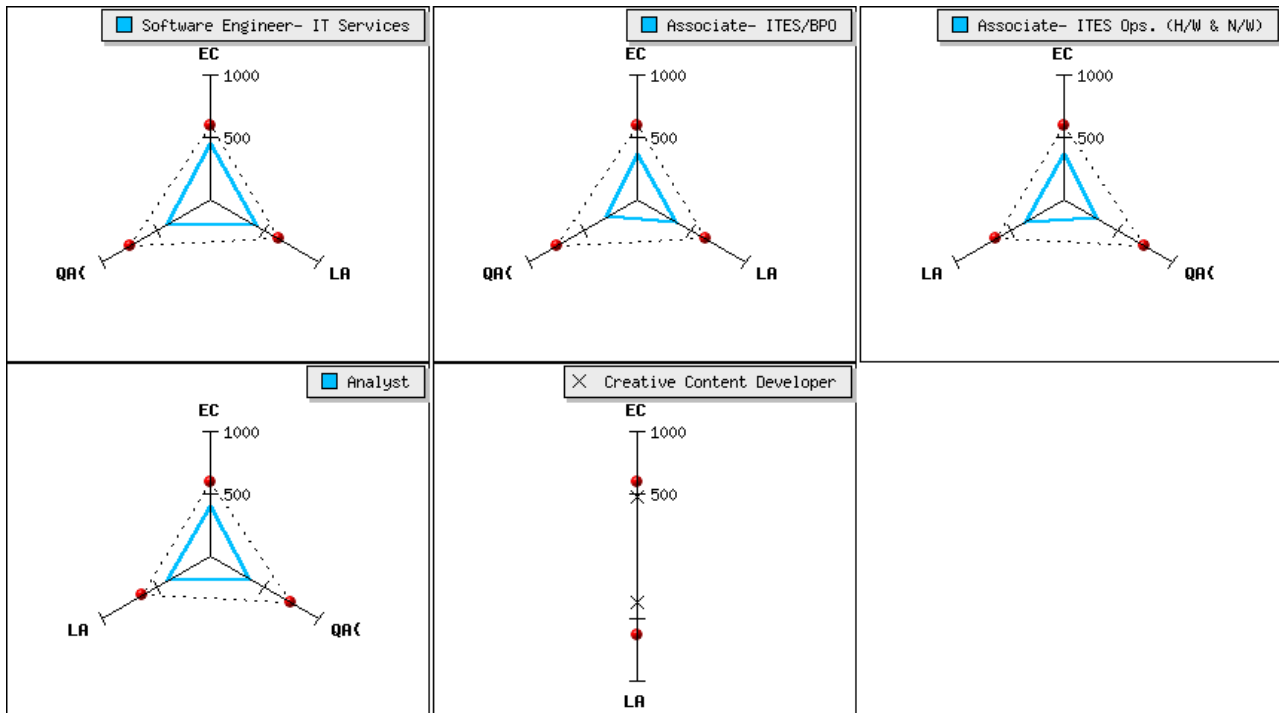 Software Engineer- IT Services
EC
1000
500
QA(
LA
Associate- ITES/BPO
EC
1000
500
QA(
LA
Associate- ITES Ops. (H/W & N/W)
EC
1000
500
LA
QA(
Analyst
EC
1000
500
LA
QA(
Creative Content Developer
EC
1000
500
LA